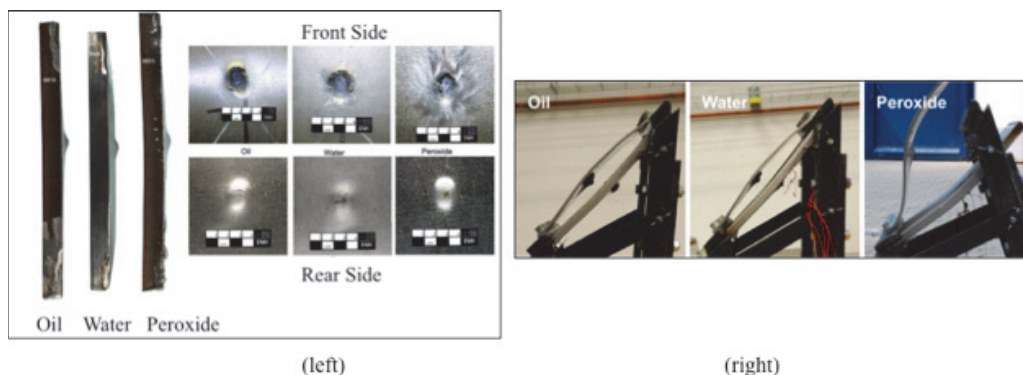 Front Side
Oil
Water
Peroxide
Rear Side
Oil Water Peroxide
Oil
Water
Peroxide
(left)
(right)